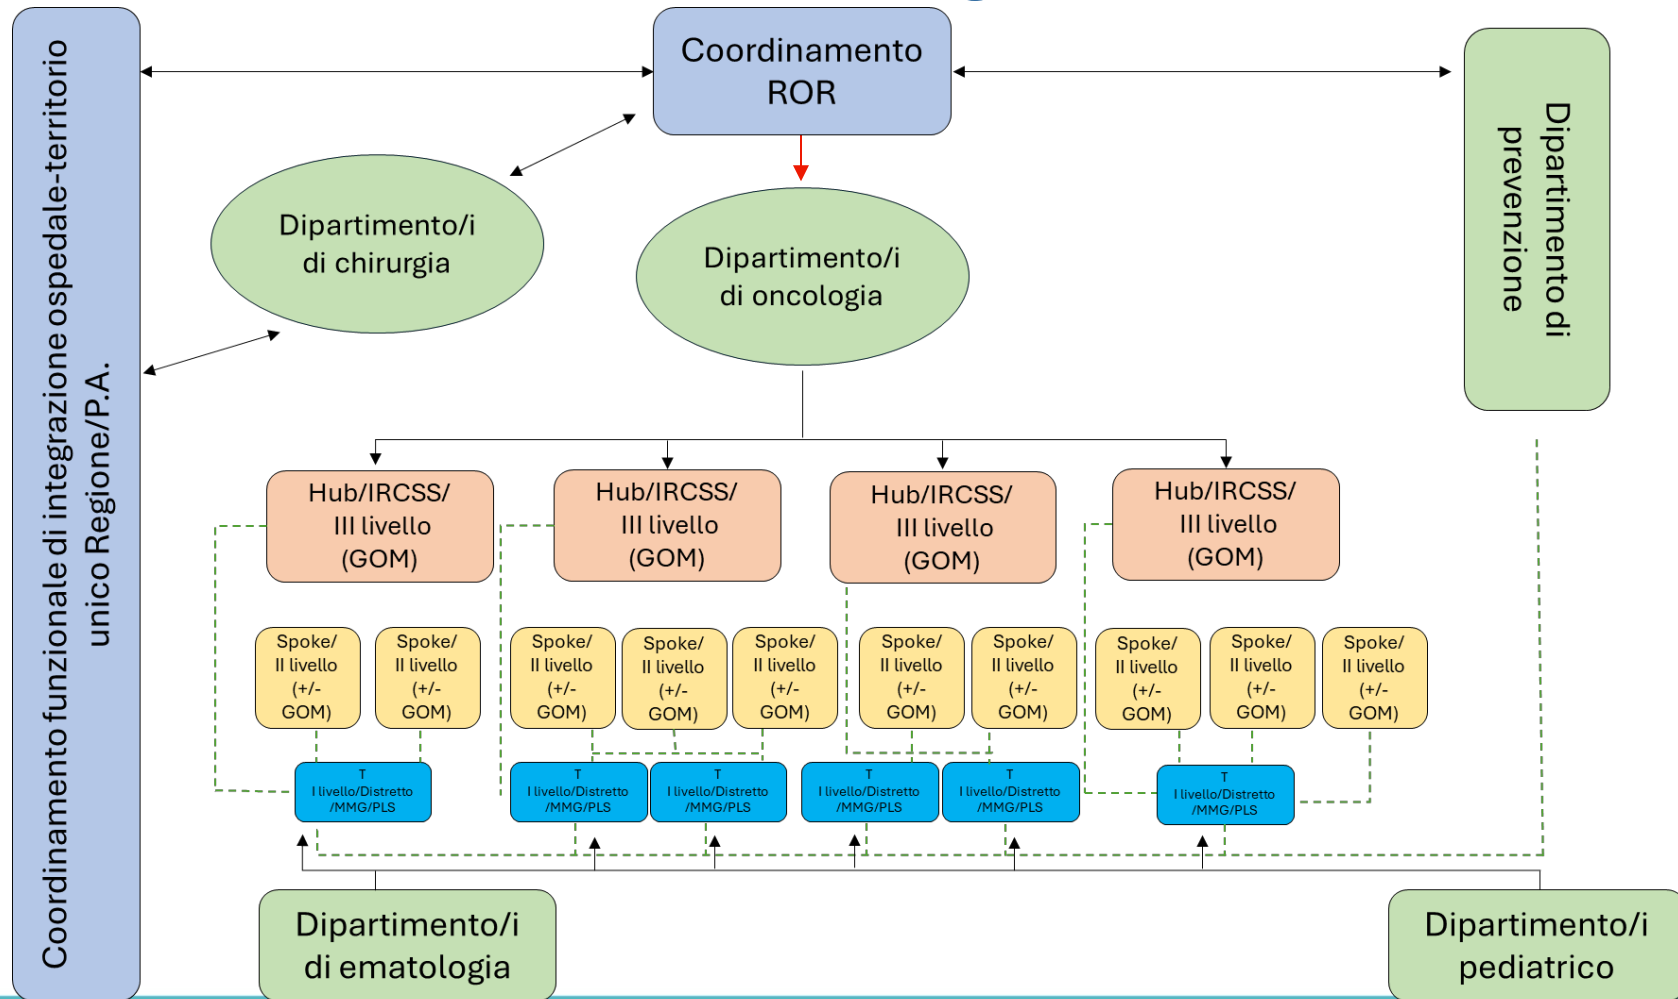 Coordinamento funzionale di integrazione ospedale-territorio
unico Regione/P.A.
Coordinamento
ROR
Dipartimento di
prevenzione
Dipartimento/i
di chirurgia
Dipartimento/i
di oncologia
Hub/IRCSS/
III livello
(GOM)
Hub/IRCSS/
III livello
(GOM)
Hub/IRCSS/
III livello
(GOM)
Hub/IRCSS/
III livello
(GOM)
Spoke/
II livello
(+/-
GOM)
Spoke/
II livello
(+/-
GOM)
Spoke/
II livello
(+/-
GOM)
Spoke/
II livello
(+/-
GOM)
Spoke/
II livello
(+/-
GOM)
Spoke/
II livello
(+/-
GOM)
Spoke/
II livello
(+/-
GOM)
Spoke/
II livello
(+/-
GOM)
Spoke/
II livello
(+/-
GOM)
Spoke/
II livello
(+/-
GOM)
T
I livello/Distretto
/MMG/PLS
T
I livello/Distretto
/MMG/PLS
T
I livello/Distretto
/MMG/PLS
T
I livello/Distretto
/MMG/PLS
T
I livello/Distretto
/MMG/PLS
T
I livello/Distretto
/MMG/PLS
Dipartimento/i
di ematologia
Dipartimento/i
pediatrico